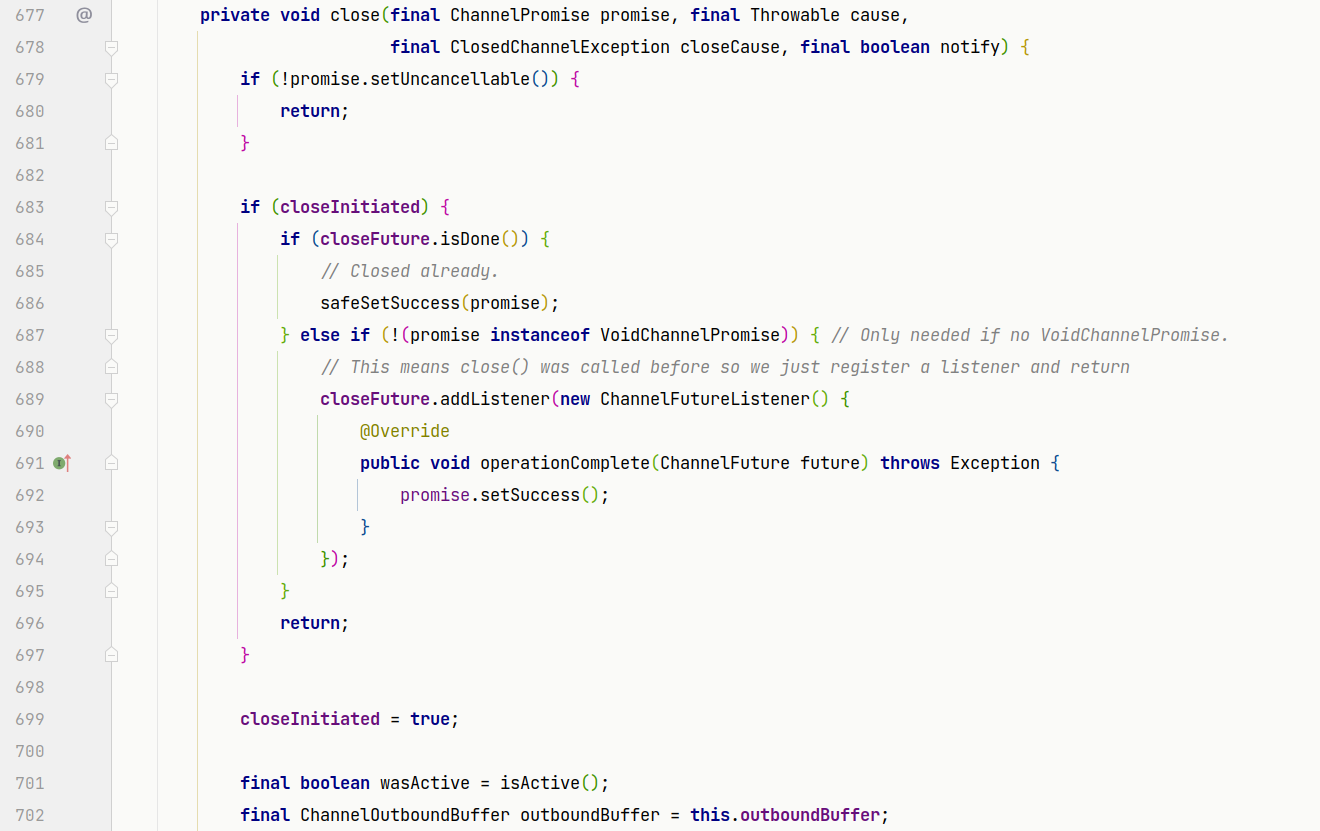 677 @ private void close(final ChannelPromise promise, final Throwable cause,
678 final ClosedChannelException closeCause, final boolean notify) {
679 if (!promise.setUncancellable()) {
680 return;
681 }
682
683 if (closeInitiated) {
684 if (closeFuture.isDone()) {
685 // Closed already.
686 safeSetSuccess(promise);
687 } else if (!(promise instanceof VoidChannelPromise)) { // Only needed if no VoidChannelPromise.
688 // This means close() was called before so we just register a listener and return
689 closeFuture.addListener(new ChannelFutureListener() {
690 @Override
691 public void operationComplete(ChannelFuture future) throws Exception {
692 promise.setSuccess();
693 }
694 });
695 }
696 return;
697 }
698
699 closeInitiated = true;
700
701 final boolean wasActive = isActive();
702 final ChannelOutboundBuffer outboundBuffer = this.outboundBuffer;